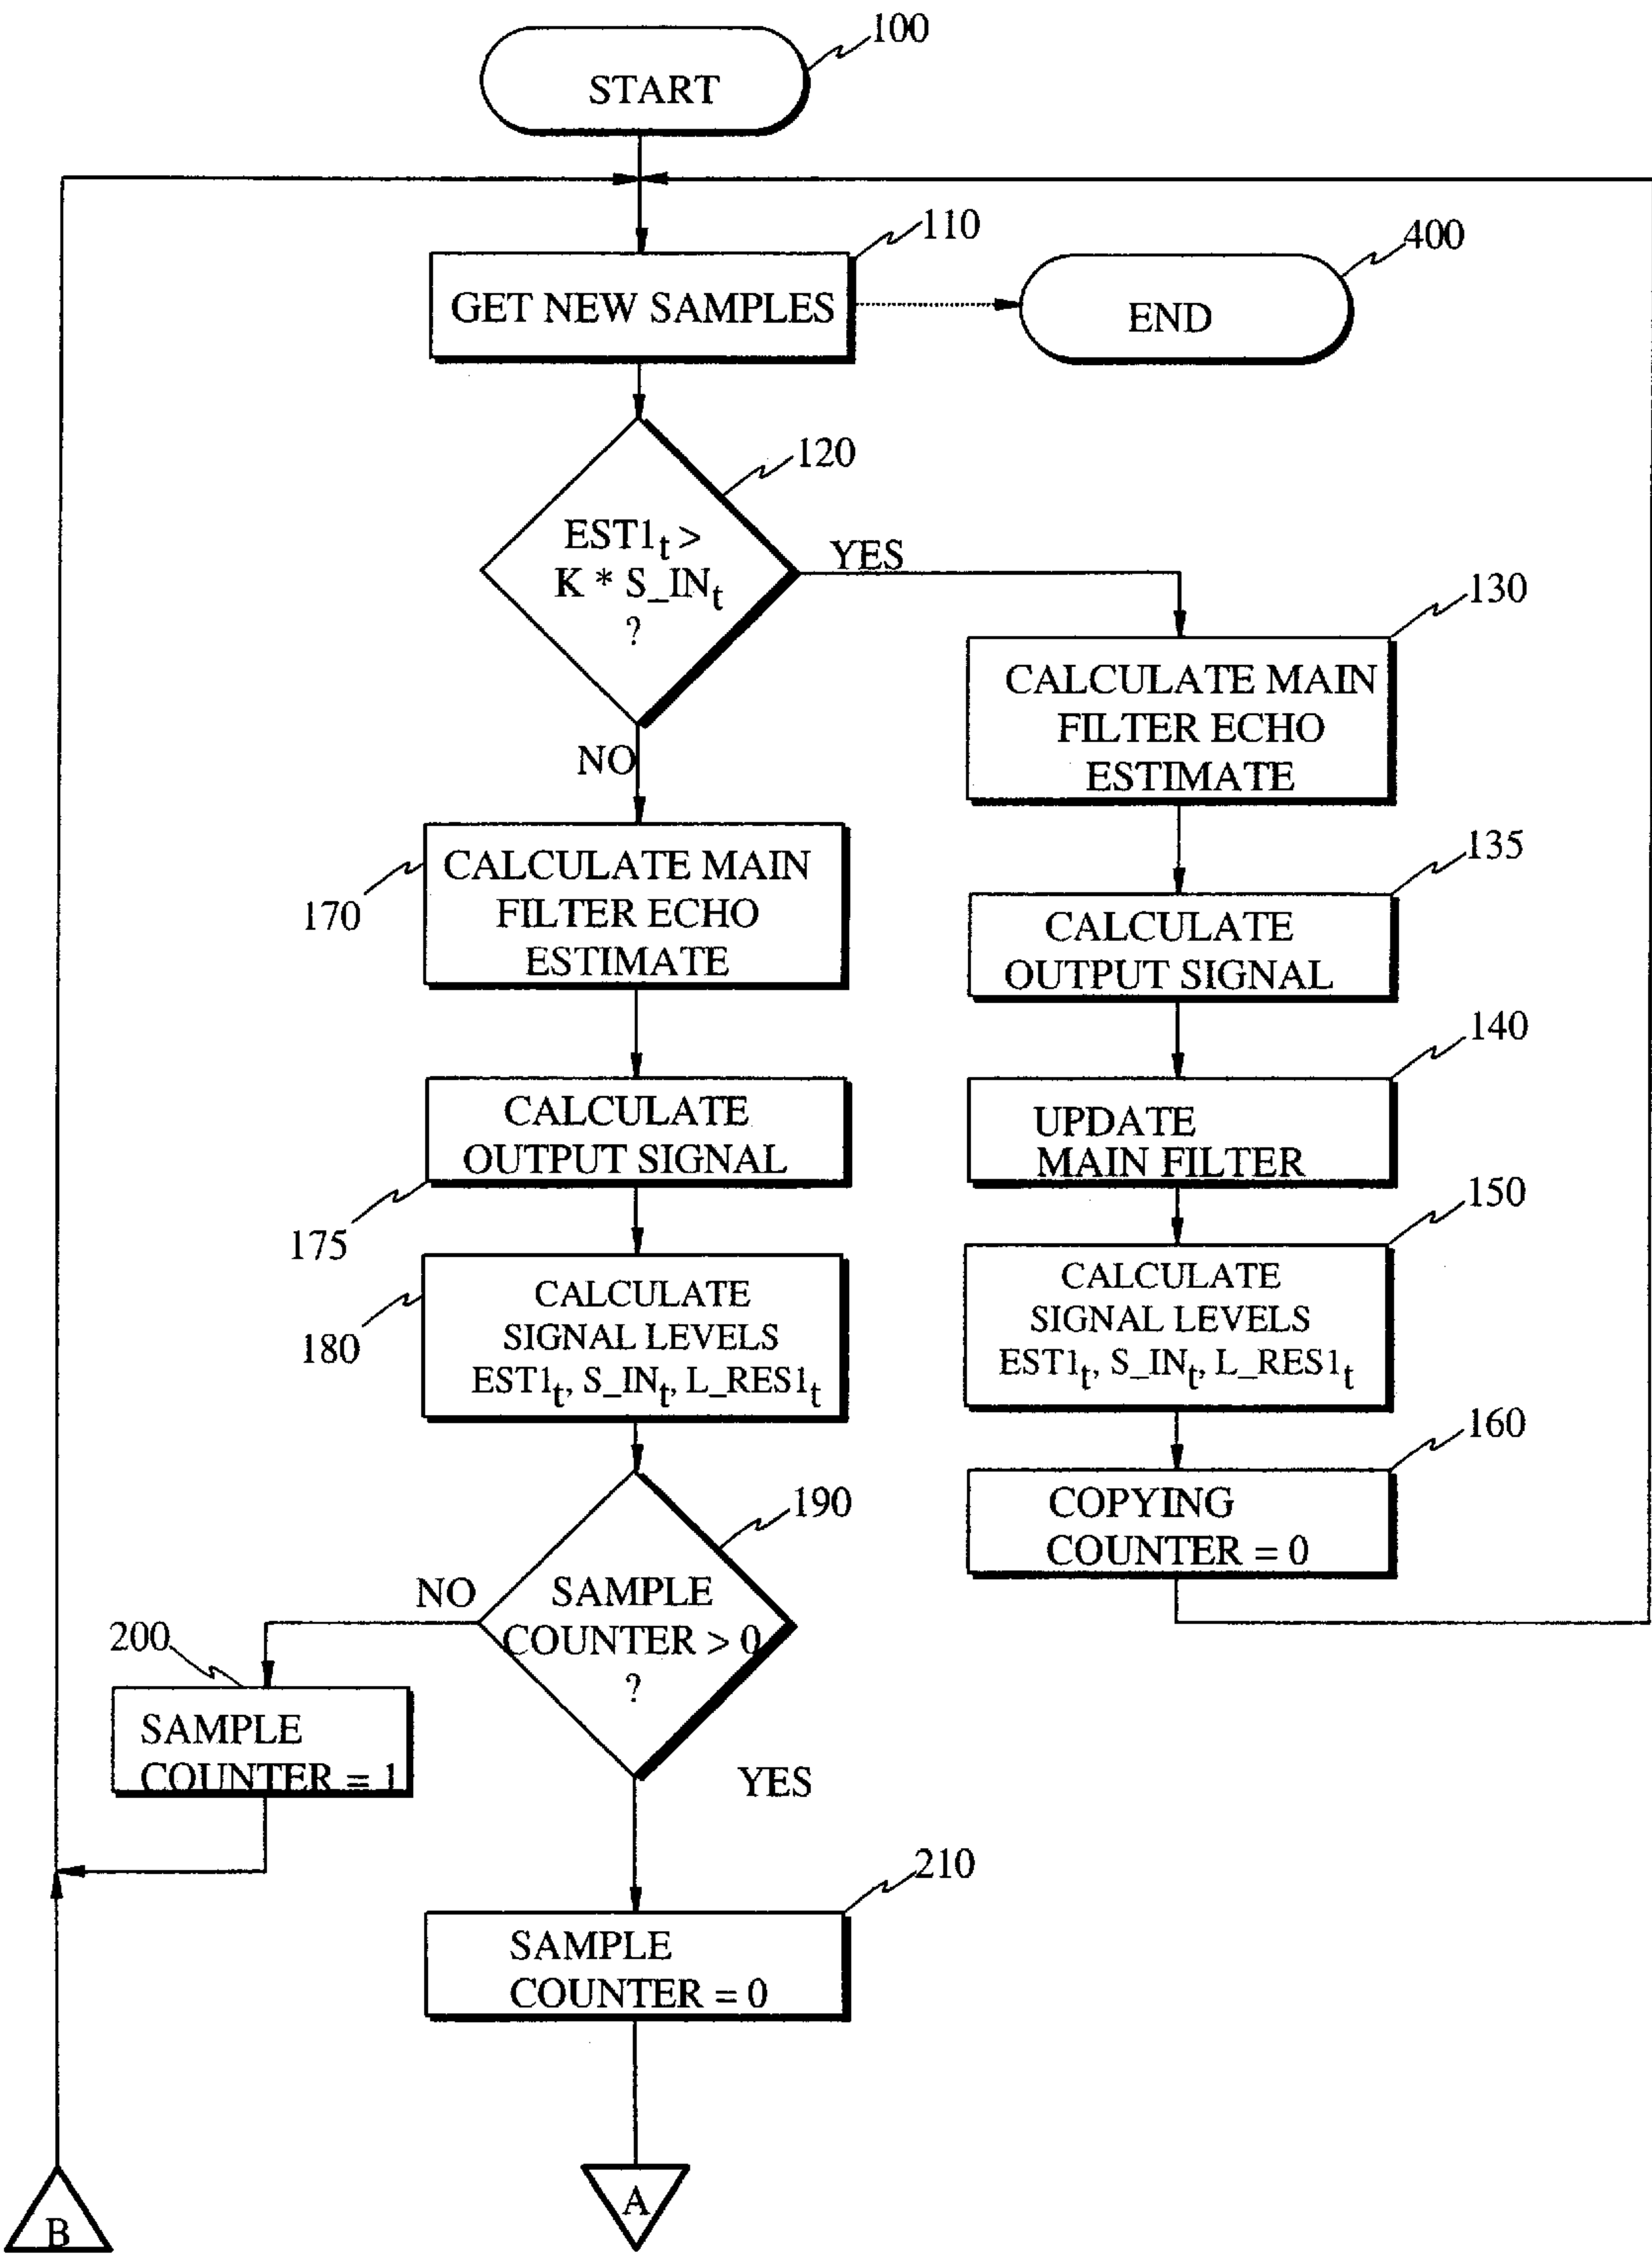 100
START
110
GET NEW SAMPLES
400
END
120
EST1t >
K * S_INt
?
YES
NO
130
CALCULATE MAIN
FILTER ECHO
ESTIMATE
170
CALCULATE MAIN
FILTER ECHO
ESTIMATE
135
CALCULATE
OUTPUT SIGNAL
175
CALCULATE
OUTPUT SIGNAL
140
UPDATE
MAIN FILTER
180
CALCULATE
SIGNAL LEVELS
EST1t, S_INt, L_RES1t
150
CALCULATE
SIGNAL LEVELS
EST1t, S_INt, L_RES1t
160
COPYING
COUNTER = 0
190
SAMPLE
COUNTER > 0
?
NO
YES
200
SAMPLE
COUNTER = 1
210
SAMPLE
COUNTER = 0
B
A